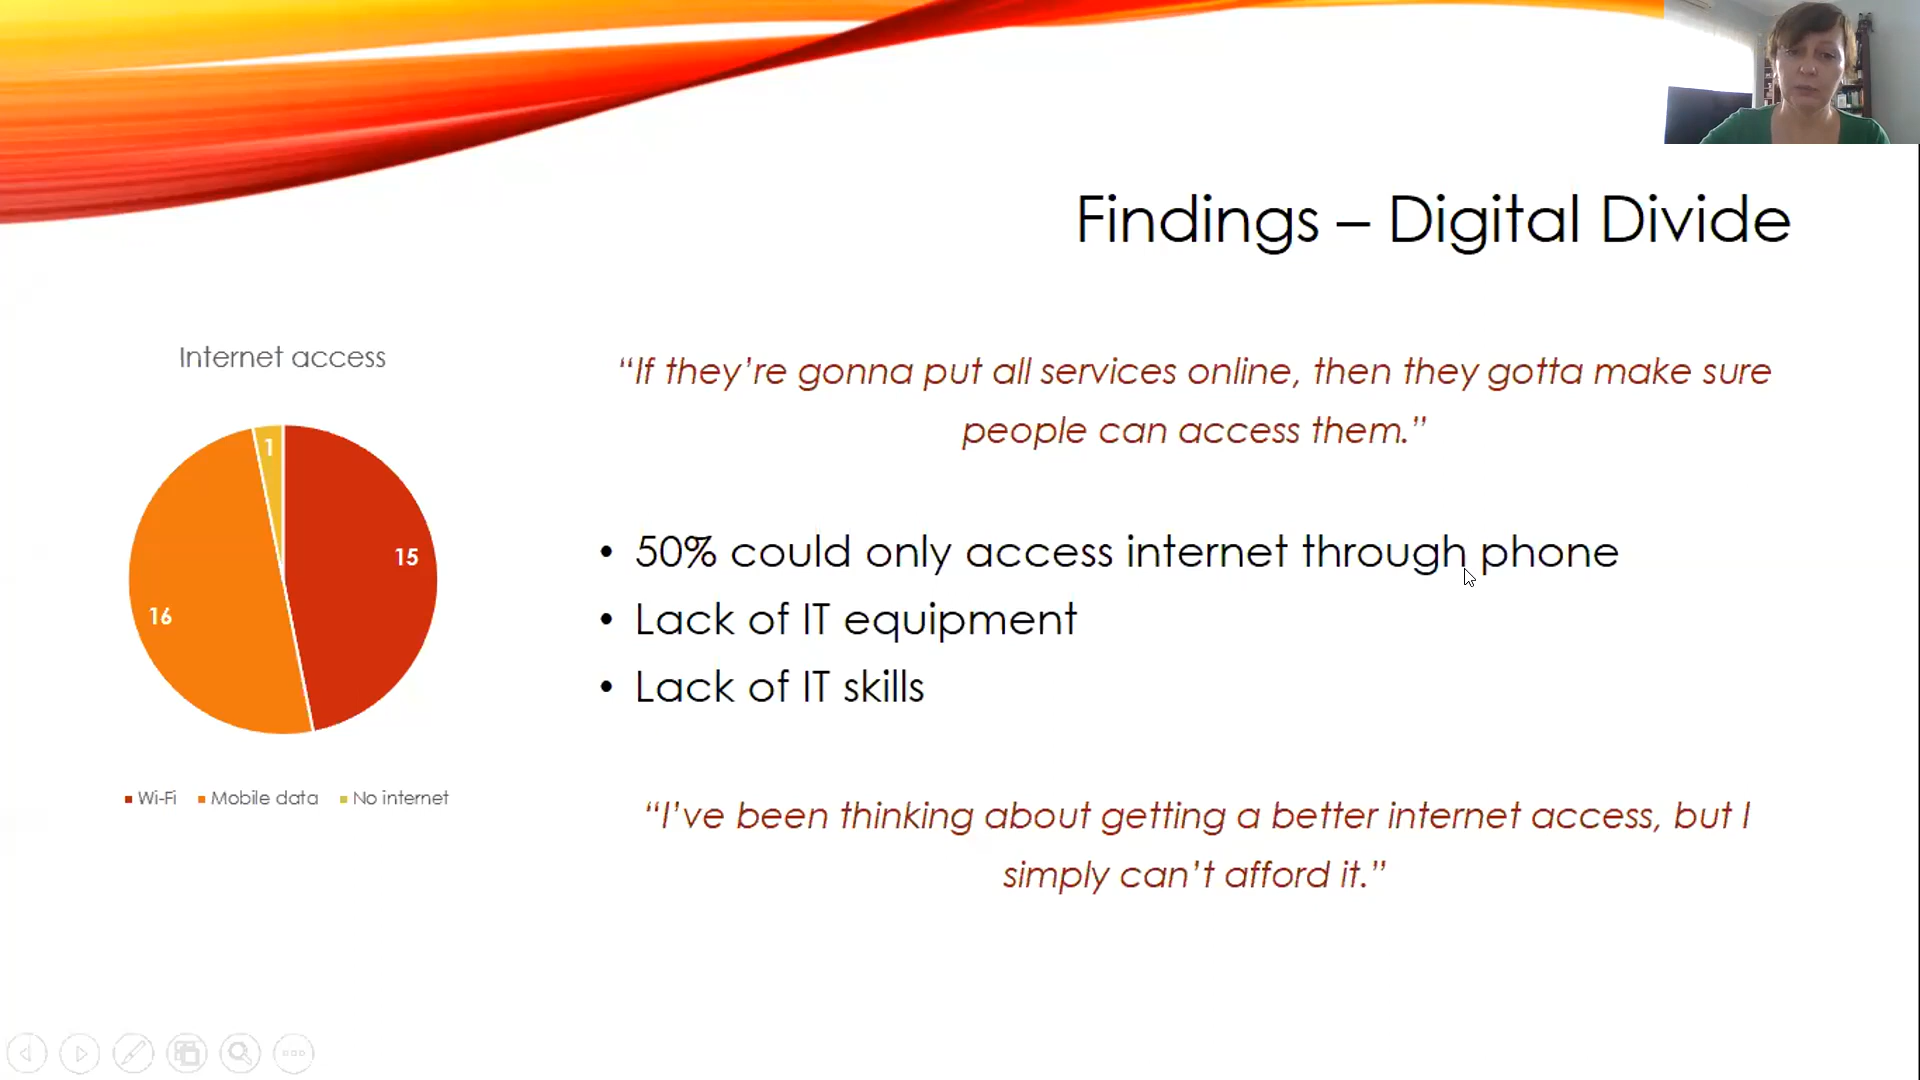 Findings – Digital Divide
Internet access
1
15
16
Wi-Fi Mobile data No internet
“If they’re gonna put all services online, then they gotta make sure
people can access them.”
• 50% could only access internet through phone
• Lack of IT equipment
• Lack of IT skills
“I’ve been thinking about getting a better internet access, but I
simply can’t afford it.”